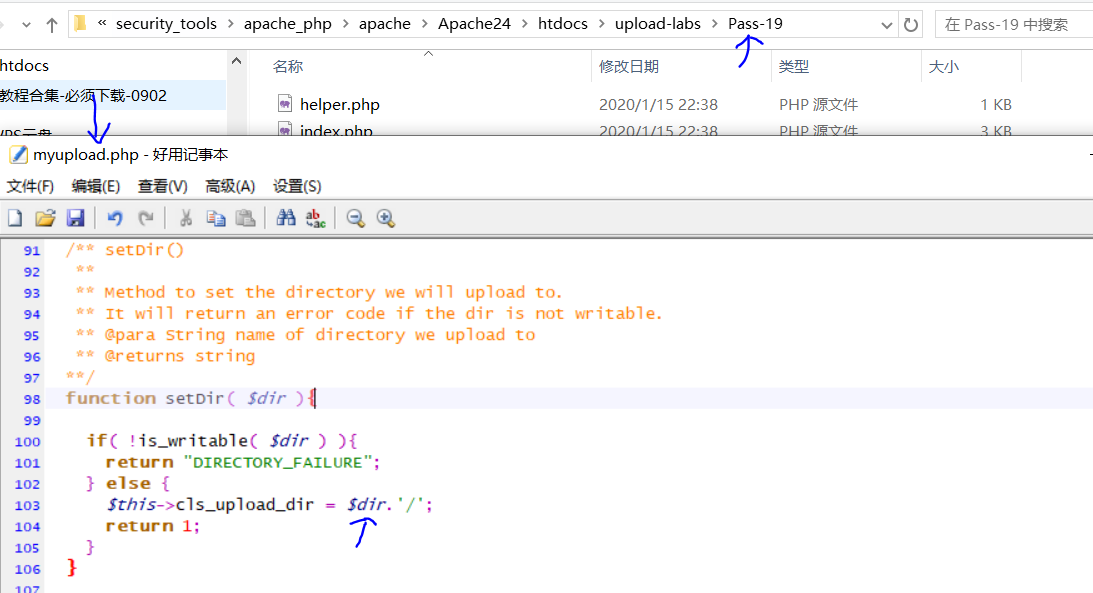 « security_tools › apache_php › apache › Apache24 › htdocs › upload-labs › Pass-19
在 Pass-19 中搜索
htdocs
名称 修改日期 类型 大小
教程合集-必须下载-0902
helper.php 2020/1/15 22:38 PHP 源文件 1 KB
index.php 2020/1/15 22:38 PHP 源文件 3 KB
myupload.php - 好用记事本
文件(F) 编辑(E) 查看(V) 高级(A) 设置(S)
91 /** setDir()
92 **
93 ** Method to set the directory we will upload to.
94 ** It will return an error code if the dir is not writable.
95 ** @para String name of directory we upload to
96 ** @returns string
97 **/
98 function setDir( $dir ){
99
100 if( !is_writable( $dir ) ){
101 return "DIRECTORY_FAILURE";
102 } else {
103 $this->cls_upload_dir = $dir.'/';
104 return 1;
105 }
106 }
107